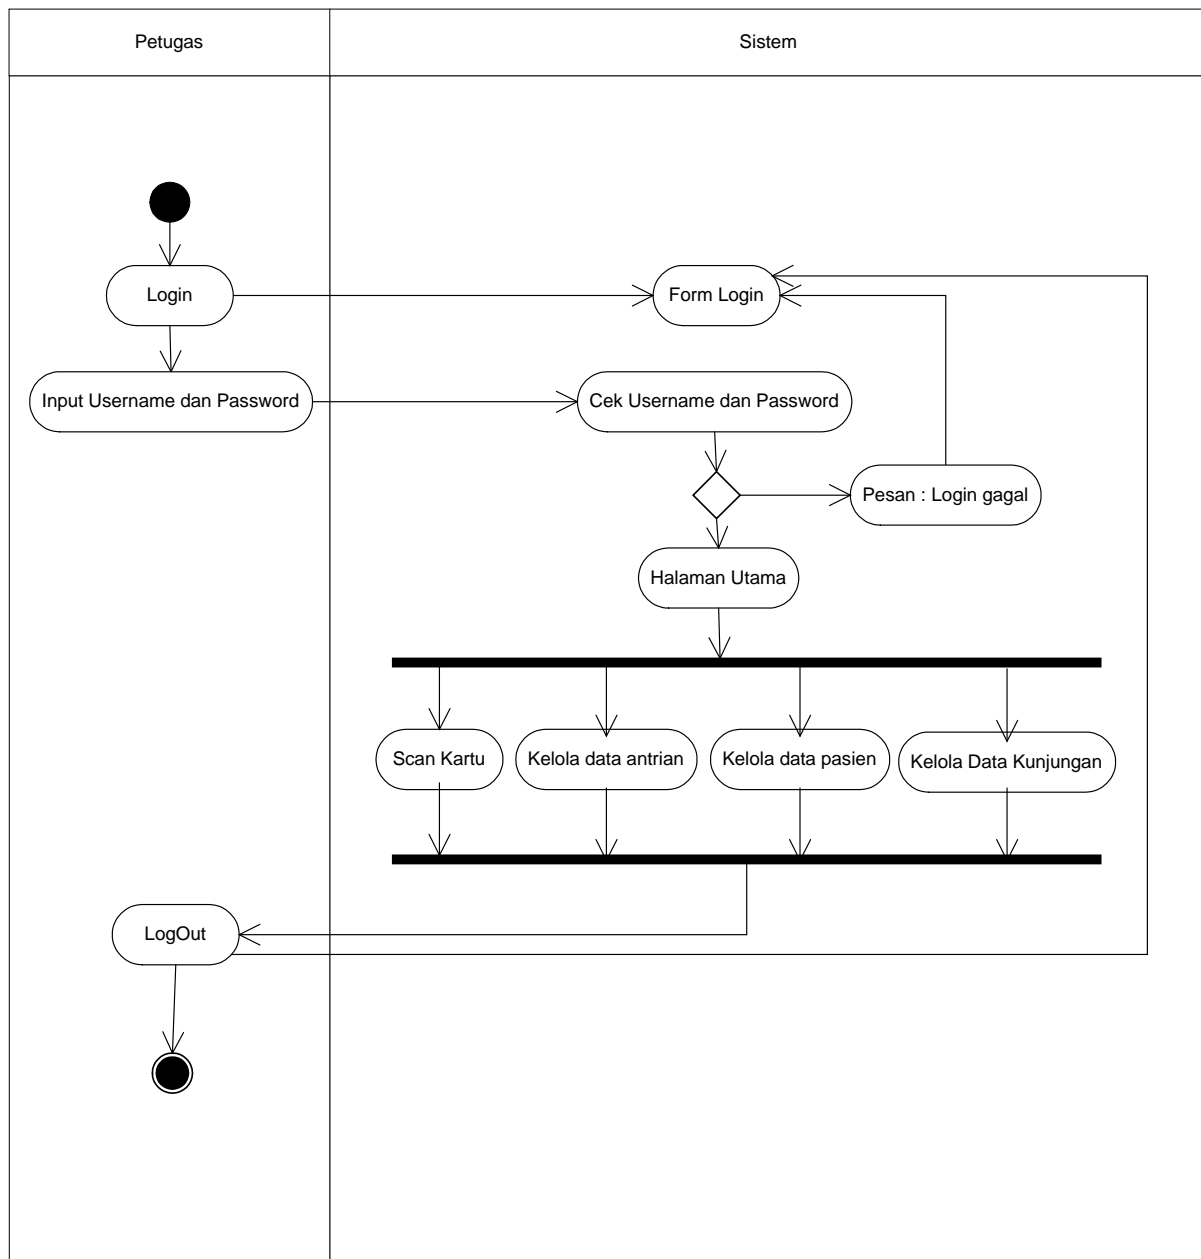 Petugas
Sistem
Login
Form Login
Input Username dan Password
Cek Username dan Password
Pesan : Login gagal
Halaman Utama
Scan Kartu
Kelola data antrian
Kelola data pasien
Kelola Data Kunjungan
LogOut